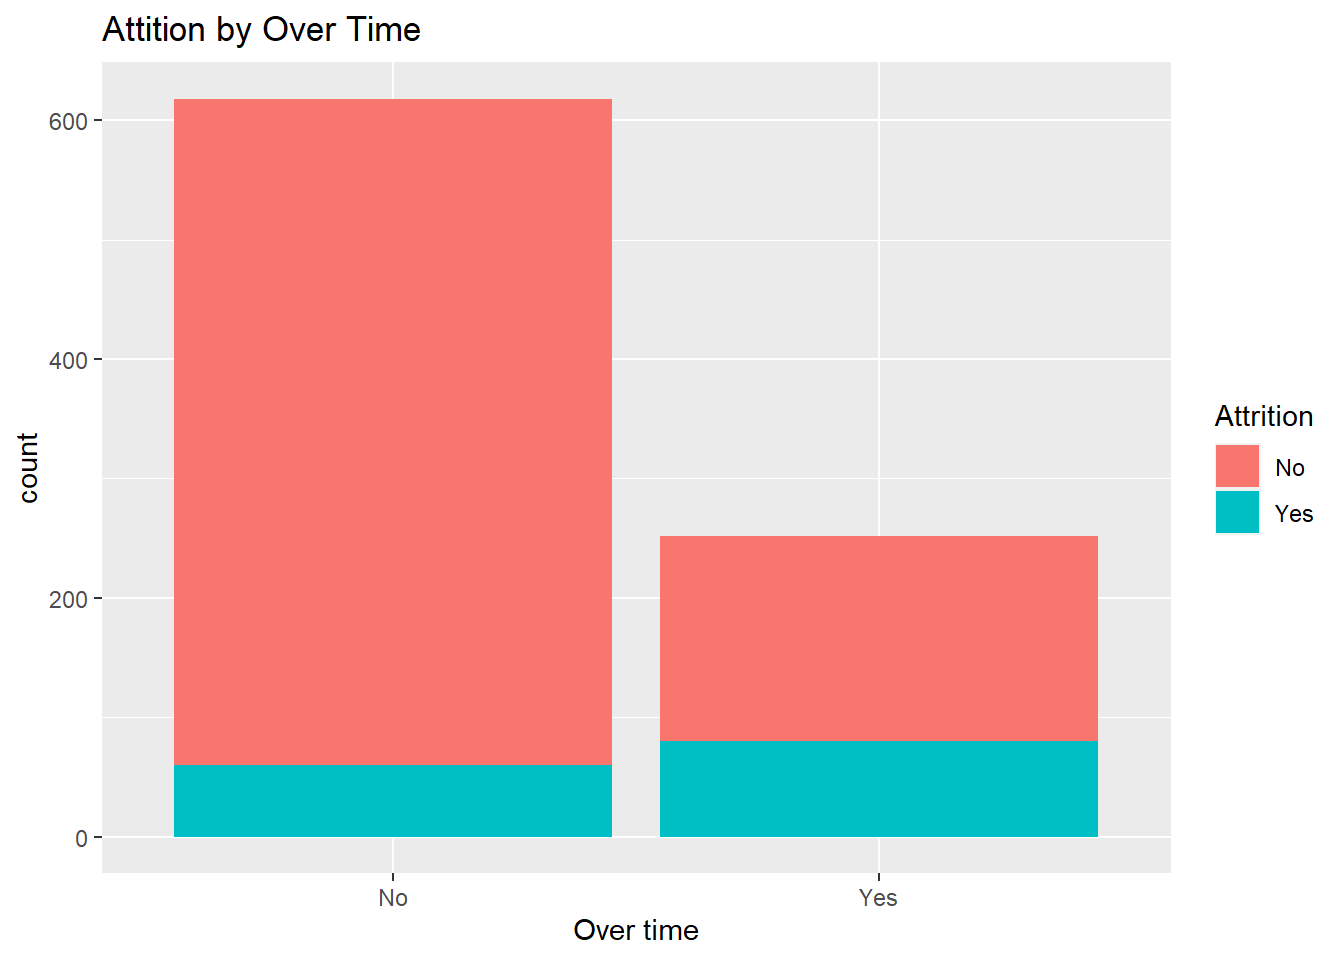 Attition by Over Time
600
400
200
0
count
No
Yes
Over time
Attrition
No
Yes